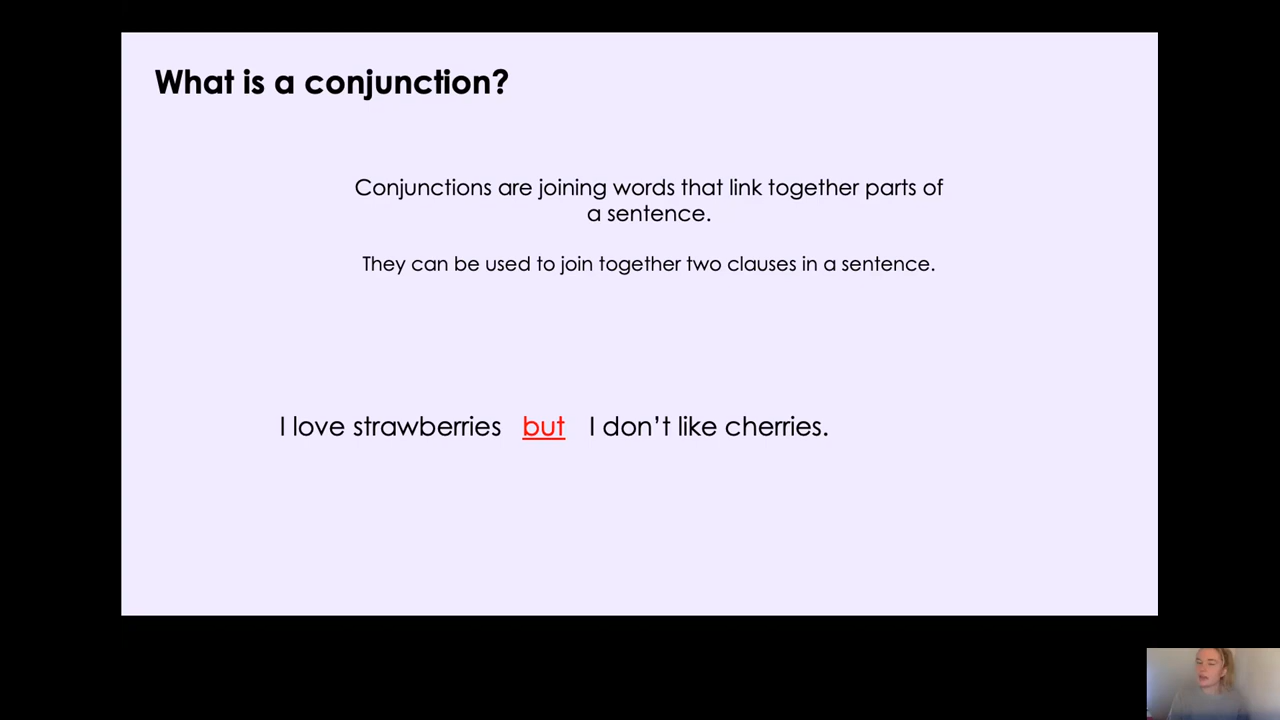 What is a conjunction?
Conjunctions are joining words that link together parts of
a sentence.
They can be used to join together two clauses in a sentence.
I love strawberries but I don’t like cherries.